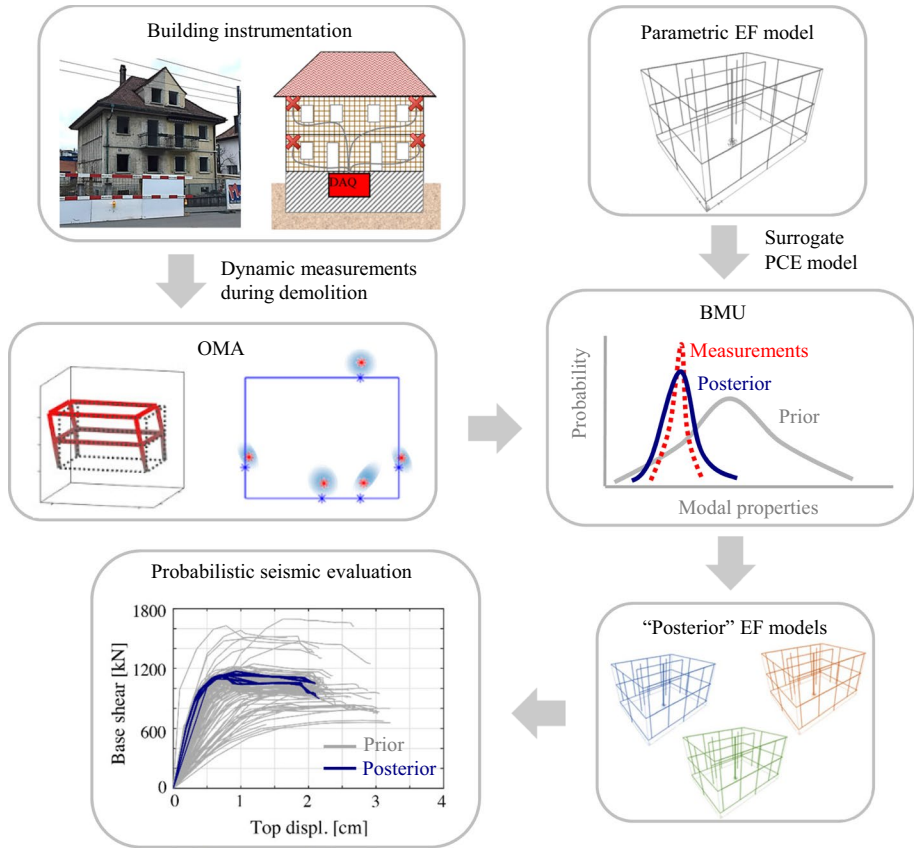 Building instrumentation
DAQ
Dynamic measurements
during demolition
Parametric EF model
Surrogate
PCE model
OMA
BMU
Probability
Measurements
Posterior
Prior
Modal properties
"Posterior" EF models
Probabilistic seismic evaluation
Base shear [kN]
1800
1200
600
0
Prior
Posterior
0 1 2 3 4
Top displ. [cm]